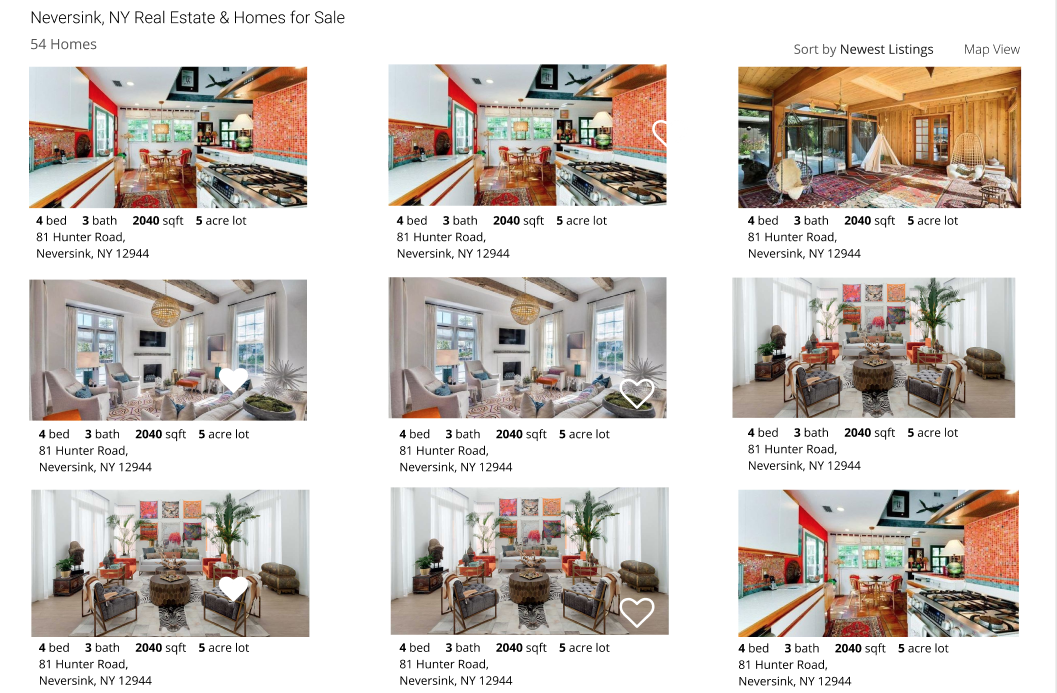 Neversink, NY Real Estate & Homes for Sale
54 Homes
Sort by Newest Listings Map View
4 bed 3 bath 2040 sqft 5 acre lot
81 Hunter Road,
Neversink, NY 12944
4 bed 3 bath 2040 sqft 5 acre lot
81 Hunter Road,
Neversink, NY 12944
4 bed 3 bath 2040 sqft 5 acre lot
81 Hunter Road,
Neversink, NY 12944
4 bed 3 bath 2040 sqft 5 acre lot
81 Hunter Road,
Neversink, NY 12944
4 bed 3 bath 2040 sqft 5 acre lot
81 Hunter Road,
Neversink, NY 12944
4 bed 3 bath 2040 sqft 5 acre lot
81 Hunter Road,
Neversink, NY 12944
4 bed 3 bath 2040 sqft 5 acre lot
81 Hunter Road,
Neversink, NY 12944
4 bed 3 bath 2040 sqft 5 acre lot
81 Hunter Road,
Neversink, NY 12944
4 bed 3 bath 2040 sqft 5 acre lot
81 Hunter Road,
Neversink, NY 12944